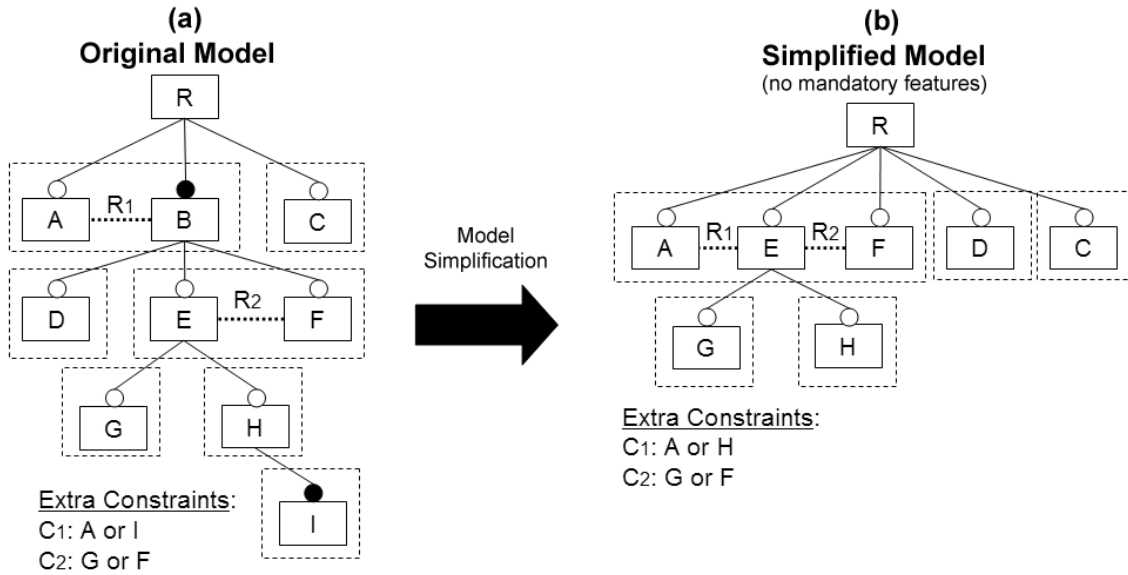 (a)
Original Model
R
A R1 B C
D E R2 F
G H
I
Extra Constraints:
C1: A or I
C2: G or F
Model
Simplification
(b)
Simplified Model
(no mandatory features)
R
A R1 E R2 F D C
G H
Extra Constraints:
C1: A or H
C2: G or F